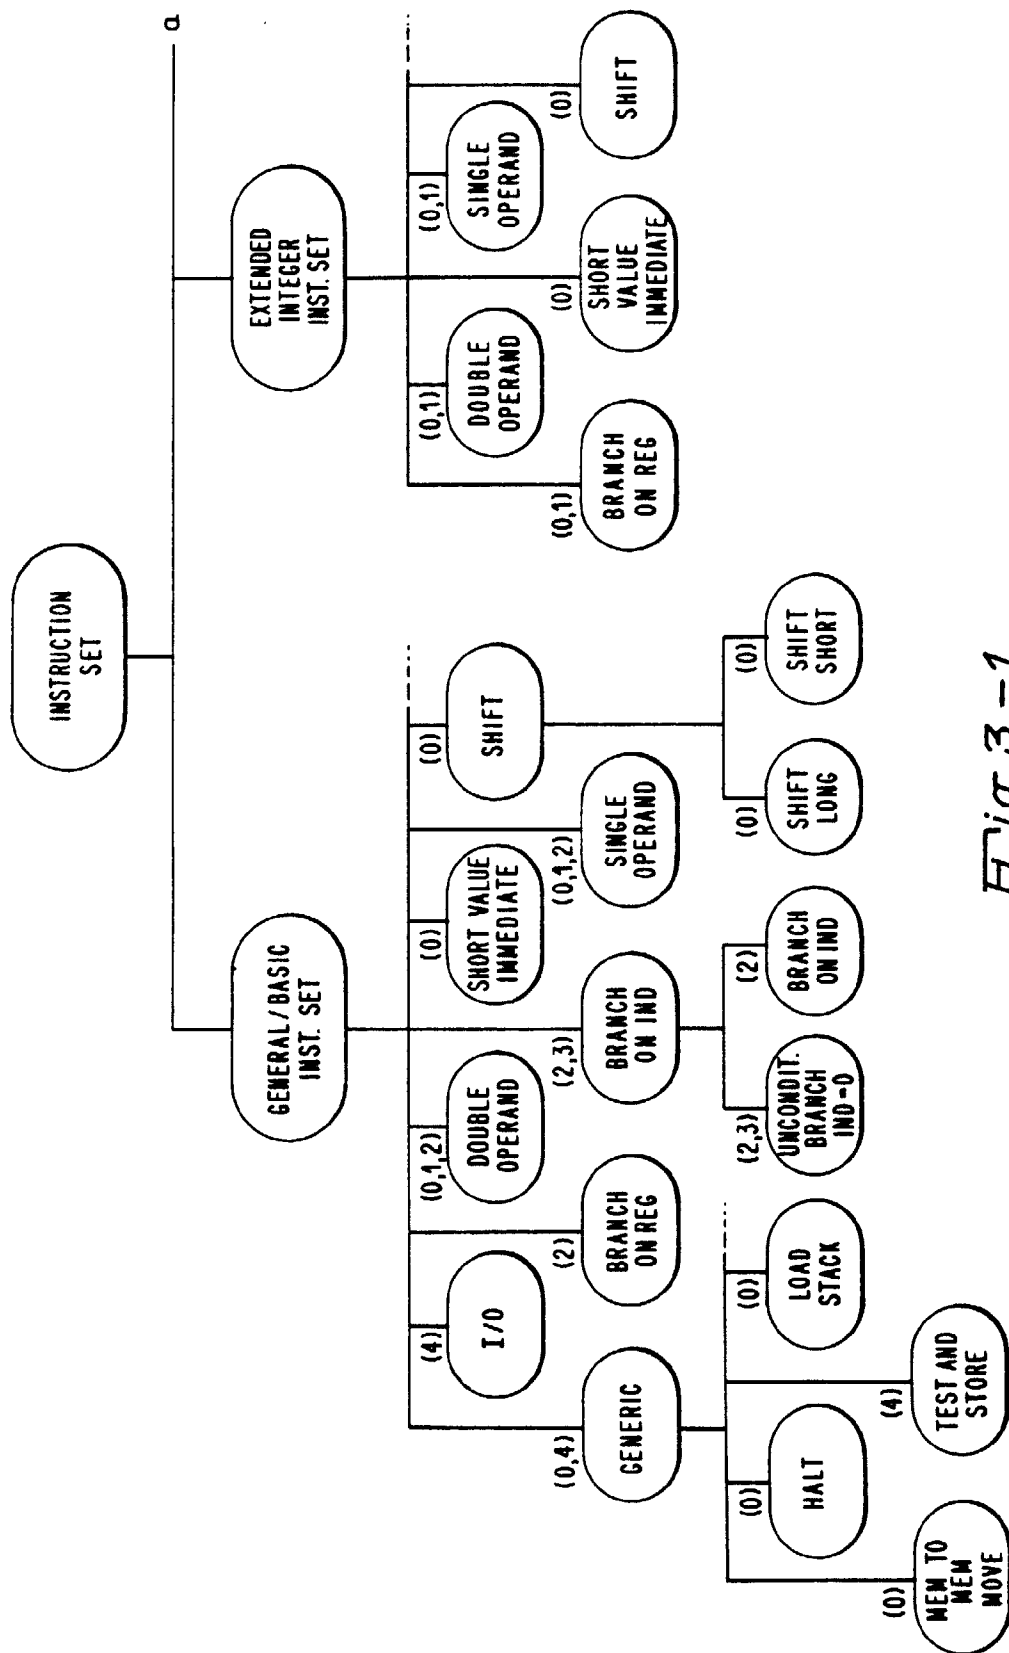 INSTRUCTION
SET
a
GENERAL/BASIC
INST. SET
EXTENDED
INTEGER
INST. SET
(0,4)
GENERIC
(4)
I/O
(2)
BRANCH
ON REG
(0,1,2)
DOUBLE
OPERAND
(2,3)
BRANCH
ON IND
(0)
SHORT VALUE
IMMEDIATE
(0,1,2)
SINGLE
OPERAND
(0)
SHIFT
(0,1)
BRANCH
ON REG
(0,1)
DOUBLE
OPERAND
(0)
SHORT
VALUE
IMMEDIATE
(0,1)
SINGLE
OPERAND
(0)
SHIFT
(0)
MEM TO
MEM
MOVE
(0)
HALT
(4)
TEST AND
STORE
(0)
LOAD
STACK
(2,3)
UNCONDIT.
BRANCH
IND=0
(2)
BRANCH
ON IND
(0)
SHIFT
LONG
(0)
SHIFT
SHORT
Fig. 3-1